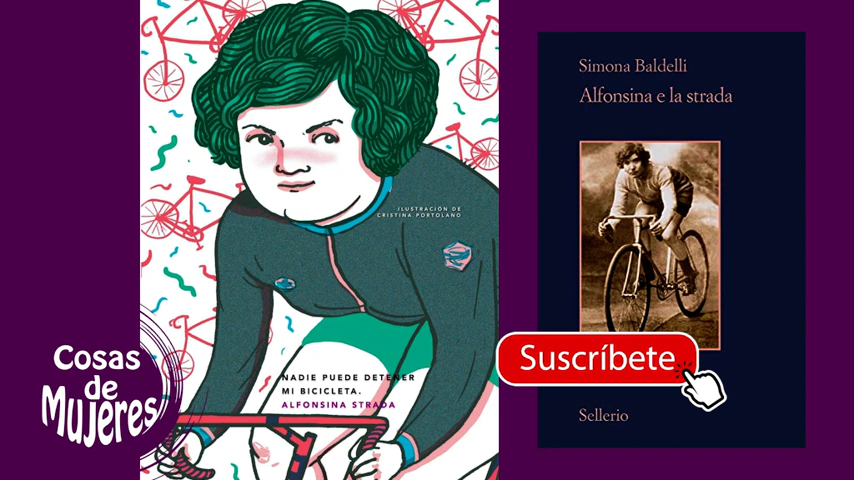 ILUSTRACIÓN DE
CRISTINA PORTOLANO
NADIE PUEDE DETENER
MI BICICLETA.
ALFONSINA STRADA
Cosas
de
Mujeres
Simona Baldelli
Alfonsina e la strada
Suscríbete
Sellerio